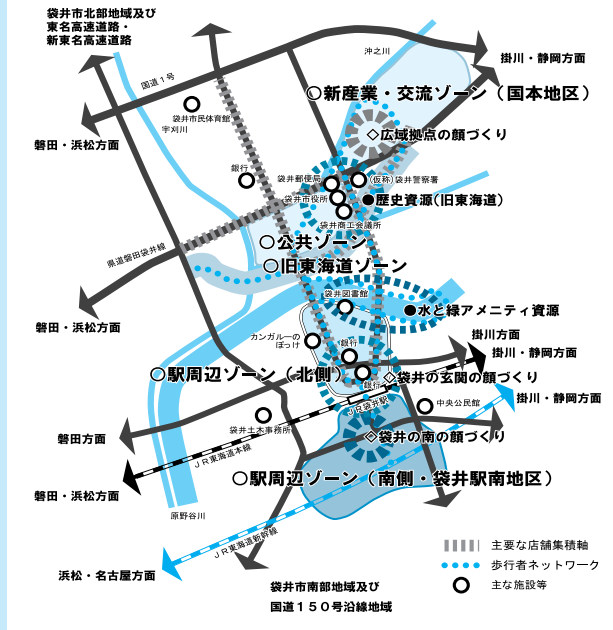 袋井市北部地域及び
東名高速道路・
新東名高速道路
沖之川
掛川・静岡方面
国道１号
○新産業・交流ゾーン（国本地区）
袋井市民体育館
宇刈川
◇広域拠点の顔づくり
磐田・浜松方面
銀行
袋井郵便局
(仮称)袋井警察署
袋井市役所
●歴史資源(旧東海道)
袋井商工会議所
○公共ゾーン
県道磐田袋井線
○旧東海道ゾーン
袋井図書館
●水と緑アメニティ資源
磐田・浜松方面
カンガルーの
ぽっけ
銀行
掛川方面
掛川・静岡方面
○駅周辺ゾーン（北側）
銀行
◇袋井の玄関の顔づくり
掛川・静岡方面
ＪＲ袋井駅
中央公民館
袋井土木事務所
磐田方面
◇袋井の南の顔づくり
ＪＲ東海道本線
○駅周辺ゾーン（南側・袋井駅南地区）
磐田・浜松方面
原野谷川
ＪＲ東海道新幹線
主要な店舗集積軸
歩行者ネットワーク
浜松・名古屋方面
袋井市南部地域及び
国道１５０号沿線地域
主な施設等